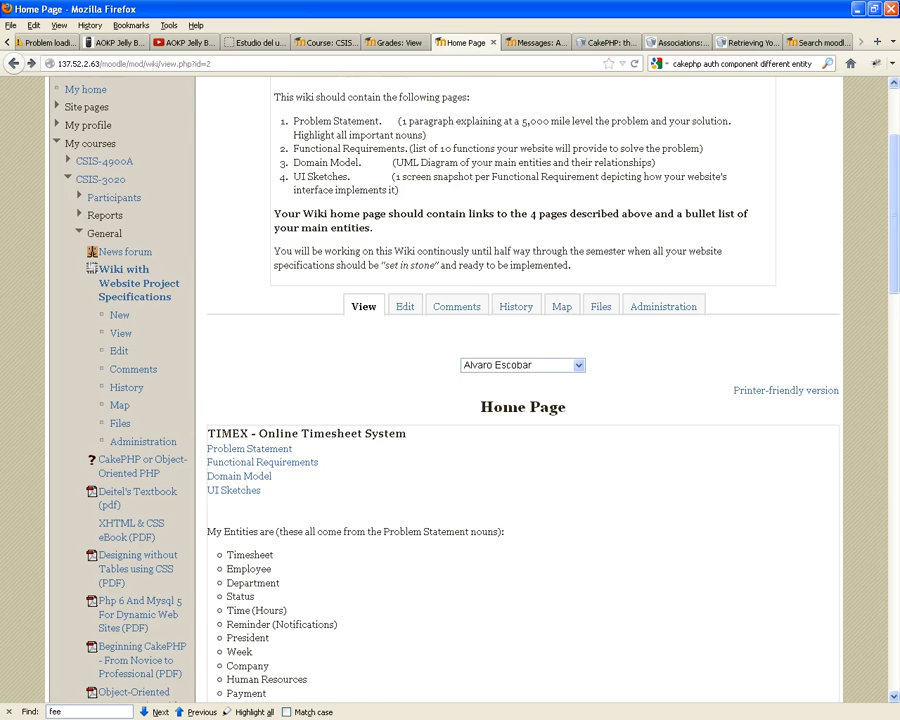 Home Page - Mozilla Firefox
File Edit View History Bookmarks Tools Help
Problem loadi... AOKP Jelly B... AOKP Jelly B... Estudio del u... Course: CSIS... Grades: View Home Page Messages: A... CakePHP: th... Associations:... Retrieving Yo... Search moodl...
137.52.2.63/moodle/mod/wiki/view.php?id=2 cakephp auth component different entity
My home
Site pages
My profile
My courses
CSIS-4900A
CSIS-3020
Participants
Reports
General
News forum
Wiki with
Website Project
Specifications
New
View
Edit
Comments
History
Map
Files
Administration
CakePHP or Object-
Oriented PHP
Deitel's Textbook
(pdf)
XHTML & CSS
eBook (PDF)
Designing without
Tables using CSS
(PDF)
Php 6 And Mysql 5
For Dynamic Web
Sites (PDF)
Beginning CakePHP
- From Novice to
Professional (PDF)
Object-Oriented
This wiki should contain the following pages:
1. Problem Statement. (1 paragraph explaining at a 5,000 mile level the problem and your solution.
Highlight all important nouns)
2. Functional Requirements. (list of 10 functions your website will provide to solve the problem)
3. Domain Model. (UML Diagram of your main entities and their relationships)
4. UI Sketches. (1 screen snapshot per Functional Requirement depicting how your website's
interface implements it)
Your Wiki home page should contain links to the 4 pages described above and a bullet list of
your main entities.
You will be working on this Wiki continously until half way through the semester when all your website
specifications should be "set in stone" and ready to be implemented.
View Edit Comments History Map Files Administration
Alvaro Escobar
Printer-friendly version
Home Page
TIMEX - Online Timesheet System
Problem Statement
Functional Requirements
Domain Model
UI Sketches
My Entities are (these all come from the Problem Statement nouns):
Timesheet
Employee
Department
Status
Time (Hours)
Reminder (Notifications)
President
Week
Company
Human Resources
Payment
Find: fee Next Previous Highlight all Match case